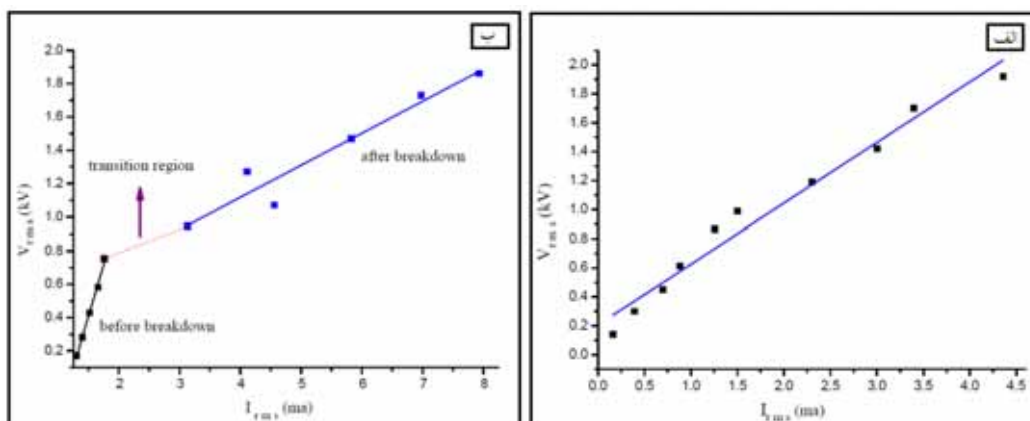 ب
2.0
1.8
1.6
1.4
1.2
1.0
0.8
0.6
0.4
0.2
V rms (kV)
transition region
after breakdown
before breakdown
2 3 4 5 6 7 8
I rms (ma)
الف
2.0
1.8
1.6
1.4
1.2
1.0
0.8
0.6
0.4
0.2
0.0
V rms (kV)
0.0 0.5 1.0 1.5 2.0 2.5 3.0 3.5 4.0 4.5
I rms (ma)